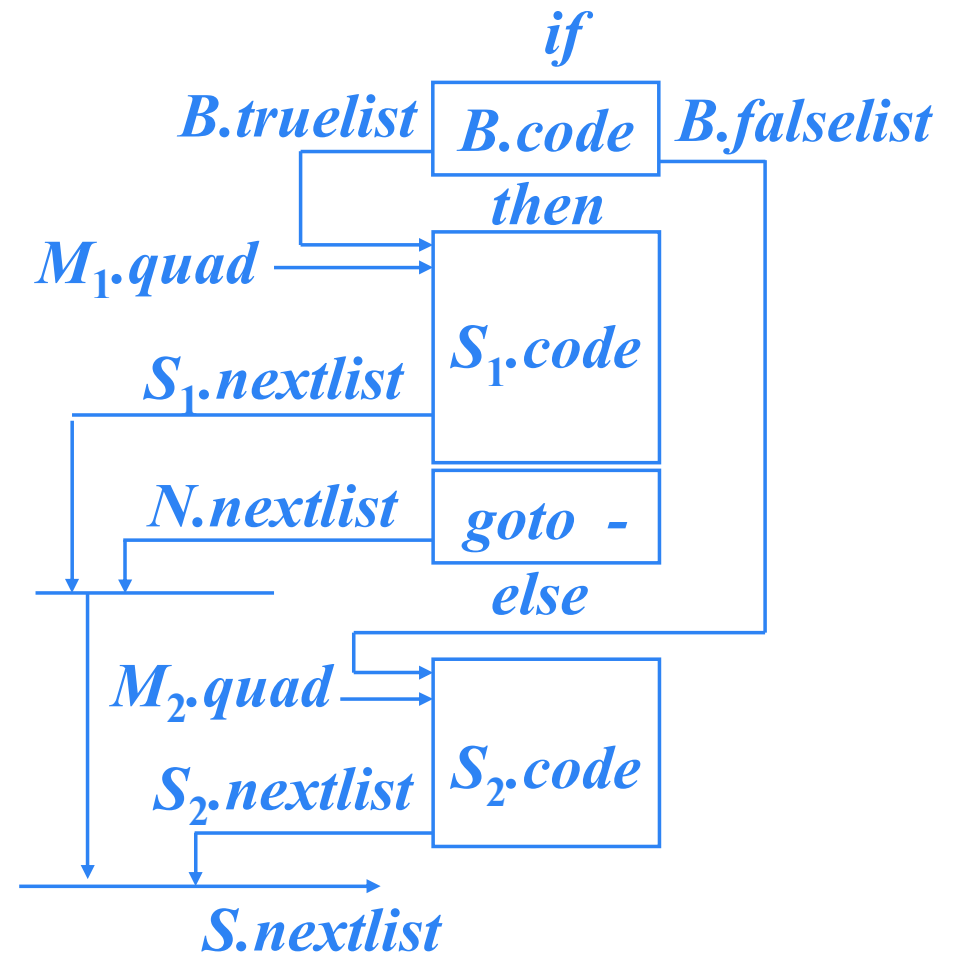 if
B.truelist
B.code
B.falselist
then
M₁.quad
S₁.code
S₁.nextlist
N.nextlist
goto -
else
M₂.quad
S₂.code
S₂.nextlist
S.nextlist